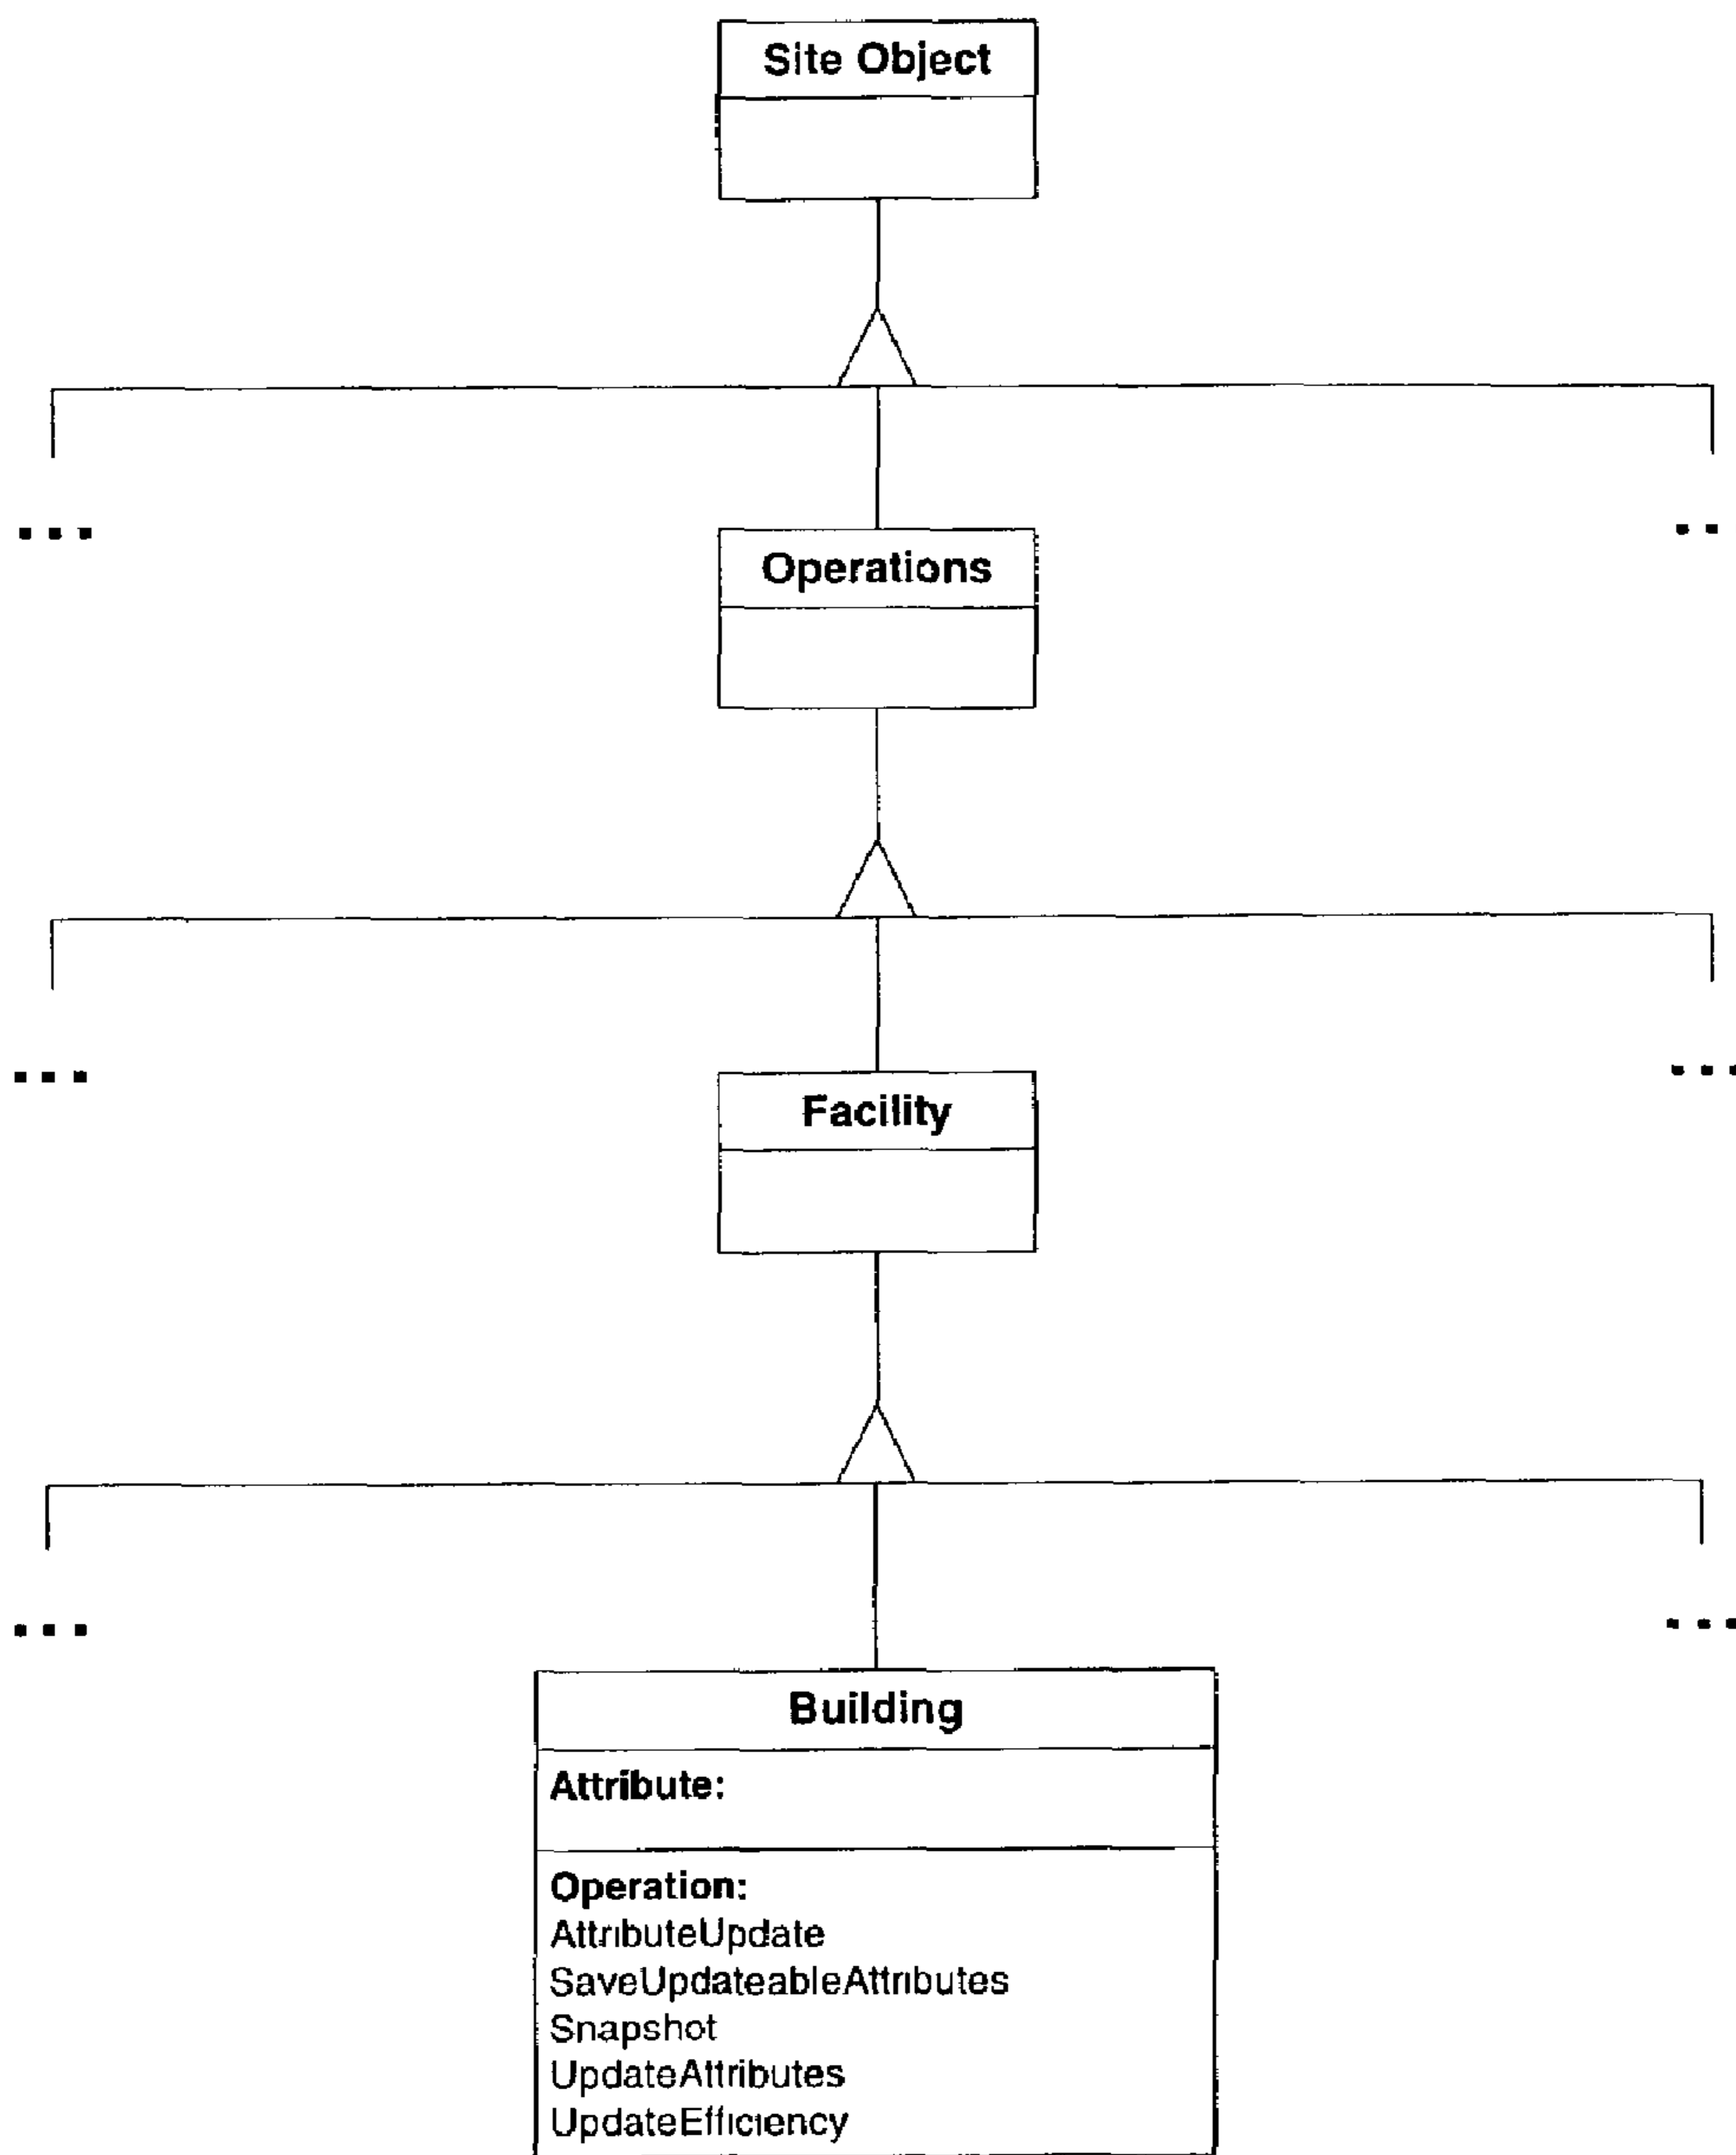 Site Object
... ..
Operations
... ...
Facility
... ...
Building
Attribute:
Operation:
AttributeUpdate
SaveUpdateableAttributes
Snapshot
UpdateAttributes
UpdateEfficiency